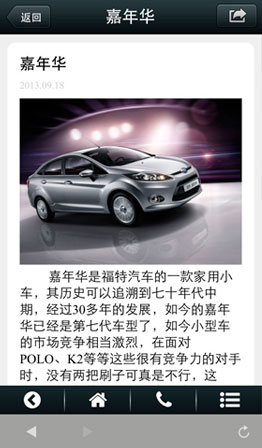 返回
嘉年华
嘉年华
2013.09.18
嘉年华是福特汽车的一款家用小
车，其历史可以追溯到七十年代中
期，经过30多年的发展，如今的嘉年
华已经是第七代车型了，如今小型车
的市场竞争相当激烈，在面对
POLO、K2等等这些很有竞争力的对手
时，没有两把刷子可真是不行，这